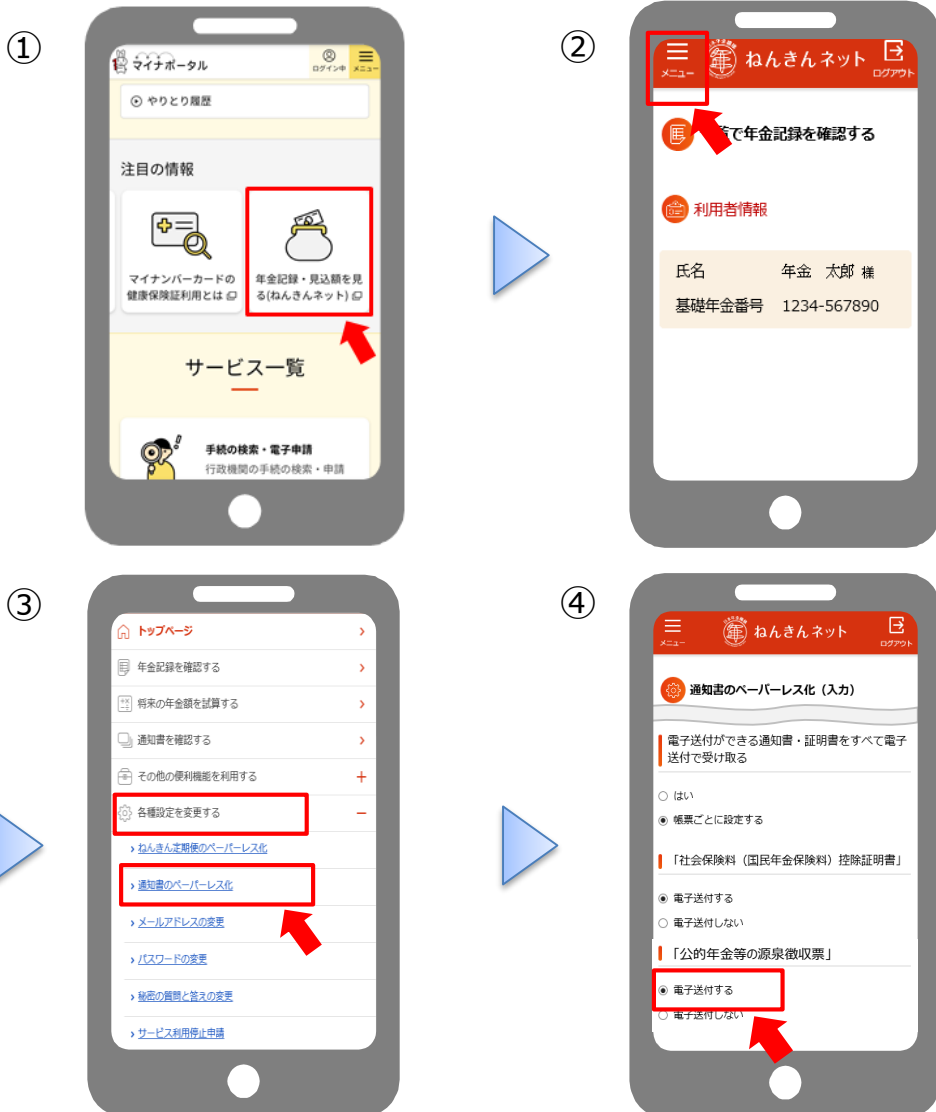 ①
マイナポータル
ログイン中
メニュー
やりとり履歴
注目の情報
マイナンバーカードの
健康保険証利用とは
年金記録・見込額を見
る(ねんきんネット)
サービス一覧
手続の検索・電子申請
行政機関の手続の検索・申請
②
メニュー
年
ねんきんネット
ログアウト
で年金記録を確認する
利用者情報
氏名 年金 太郎 様
基礎年金番号 1234-567890
③
トップページ
年金記録を確認する
将来の年金額を試算する
通知書を確認する
その他の便利機能を利用する
各種設定を変更する
ねんきん定期便のペーパーレス化
通知書のペーパーレス化
メールアドレスの変更
パスワードの変更
秘密の質問と答えの変更
サービス利用停止申請
④
メニュー
年
ねんきんネット
ログアウト
通知書のペーパーレス化（入力）
電子送付ができる通知書・証明書をすべて電子
送付で受け取る
はい
帳票ごとに設定する
「社会保険料（国民年金保険料）控除証明書」
電子送付する
電子送付しない
「公的年金等の源泉徴収票」
電子送付する
電子送付しない